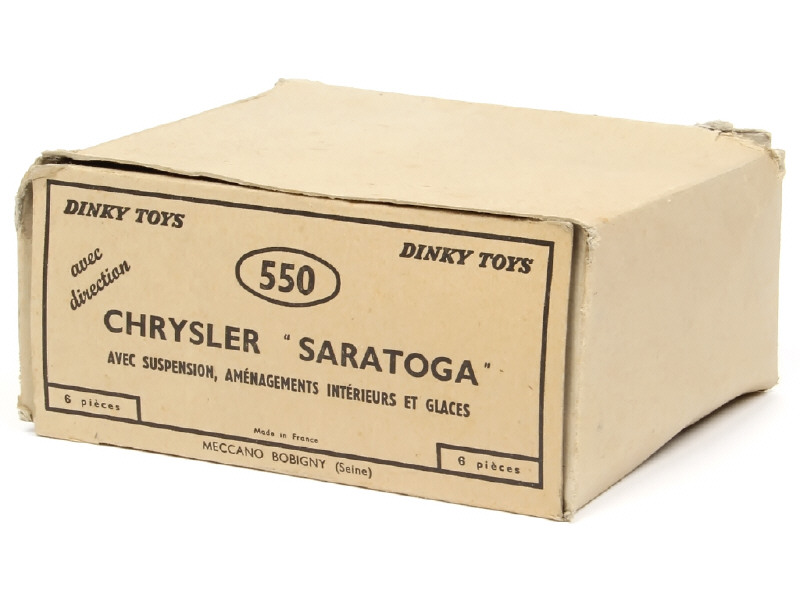 DINKY TOYS
DINKY TOYS
avec
direction
550
CHRYSLER "SARATOGA"
AVEC SUSPENSION, AMÉNAGEMENTS INTÉRIEURS ET GLACES
6 pièces
Made in France
6 pièces
MECCANO BOBIGNY (Seine)